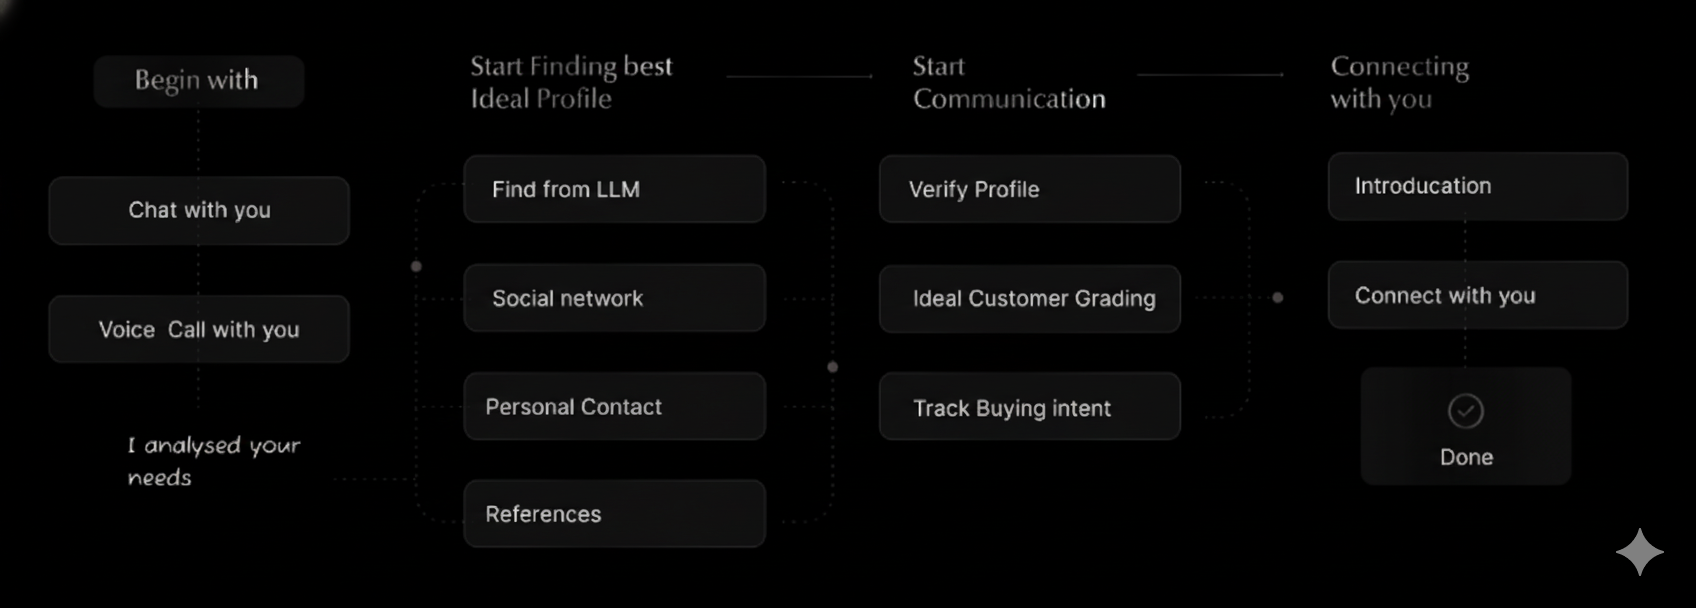 Begin with
Chat with you
Voice Call with you
I analysed your
needs
Start Finding best
Ideal Profile
Find from LLM
Social network
Personal Contact
References
Start
Communication
Verify Profile
Ideal Customer Grading
Track Buying intent
Connecting
with you
Introducation
Connect with you
Done